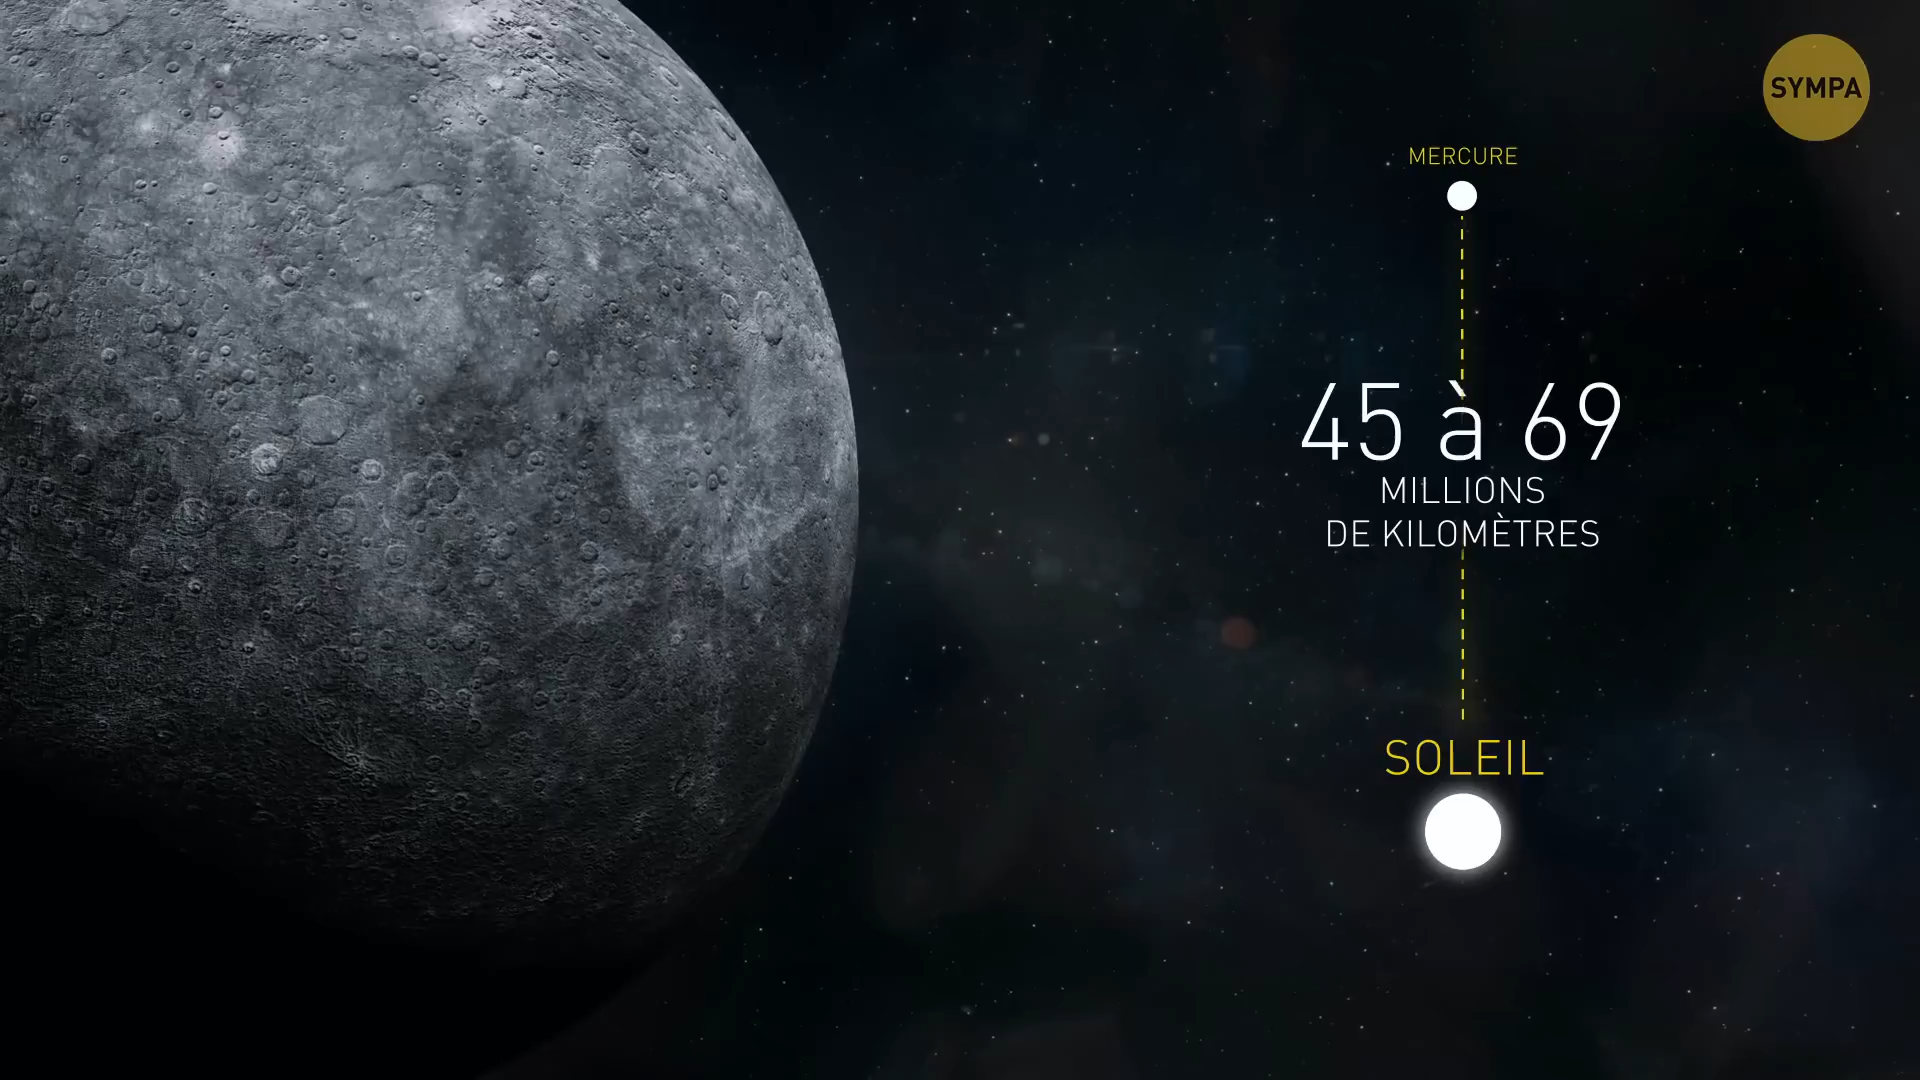 SYMPA
MERCURE
45 à 69
MILLIONS
DE KILOMÈTRES
SOLEIL